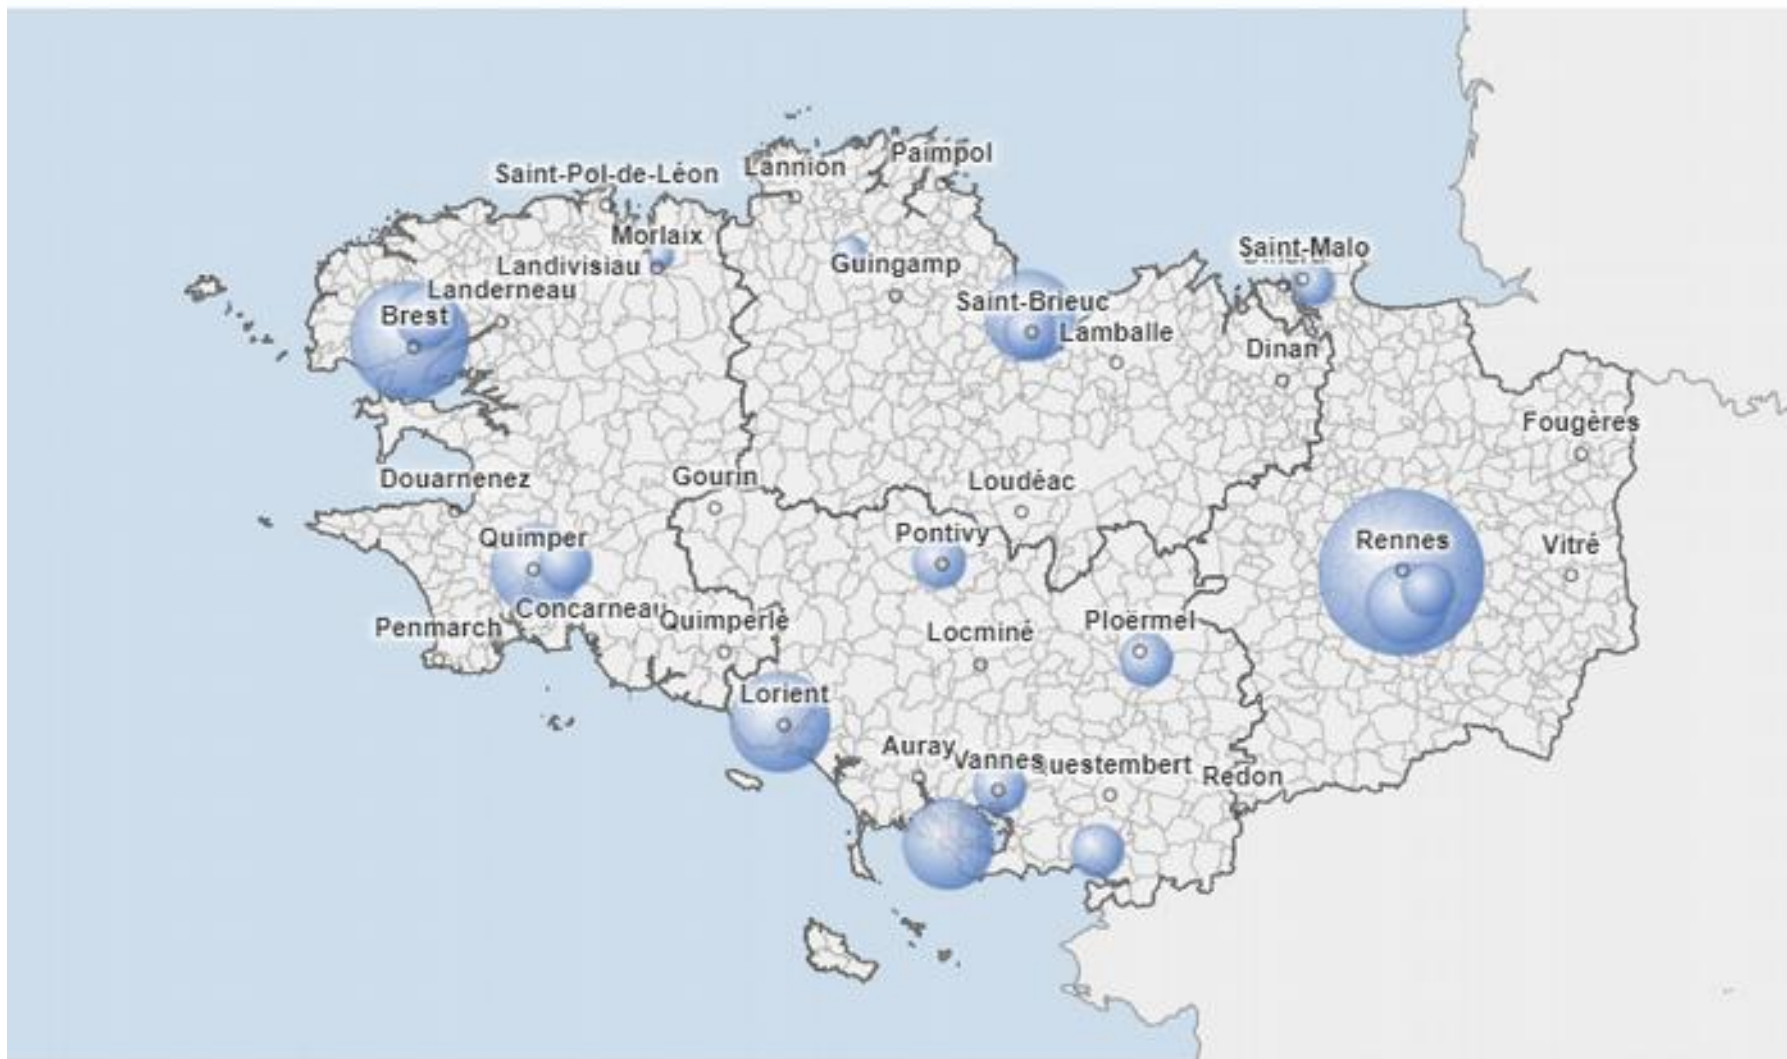 Paimpol
Lannion
Saint-Pol-de-Léon
Morlaix
Saint-Malo
Landivisiau
Guingamp
Landerneau
Saint-Brieuc
Brest
Lamballe
Dinan
Fougères
Douarnenez
Gourin
Loudéac
Pontivy
Quimper
Rennes
Vitré
Concarneau
Quimperlé
Ploërmel
Penmarch
Locminé
Lorient
Auray
Vannes
uestembert
Redon